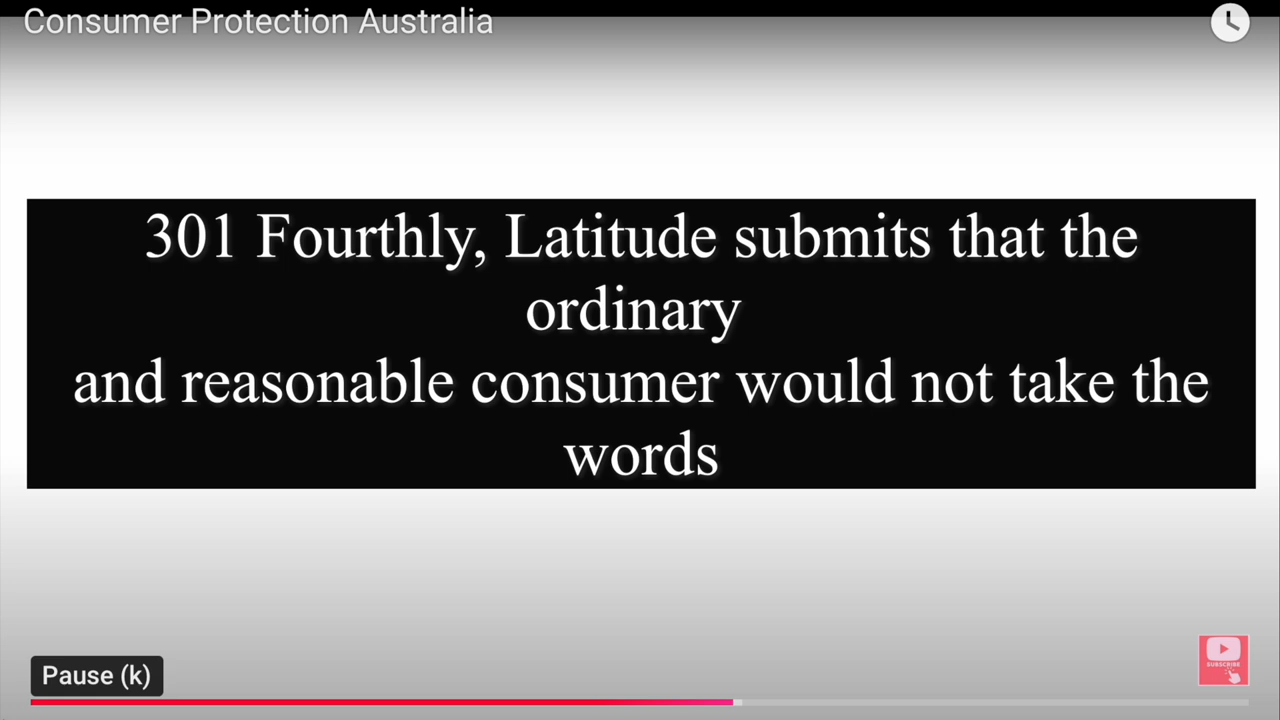 Consumer Protection Australia
301 Fourthly, Latitude submits that the
ordinary
and reasonable consumer would not take the
words
SUBSCRIBE
Pause (k)